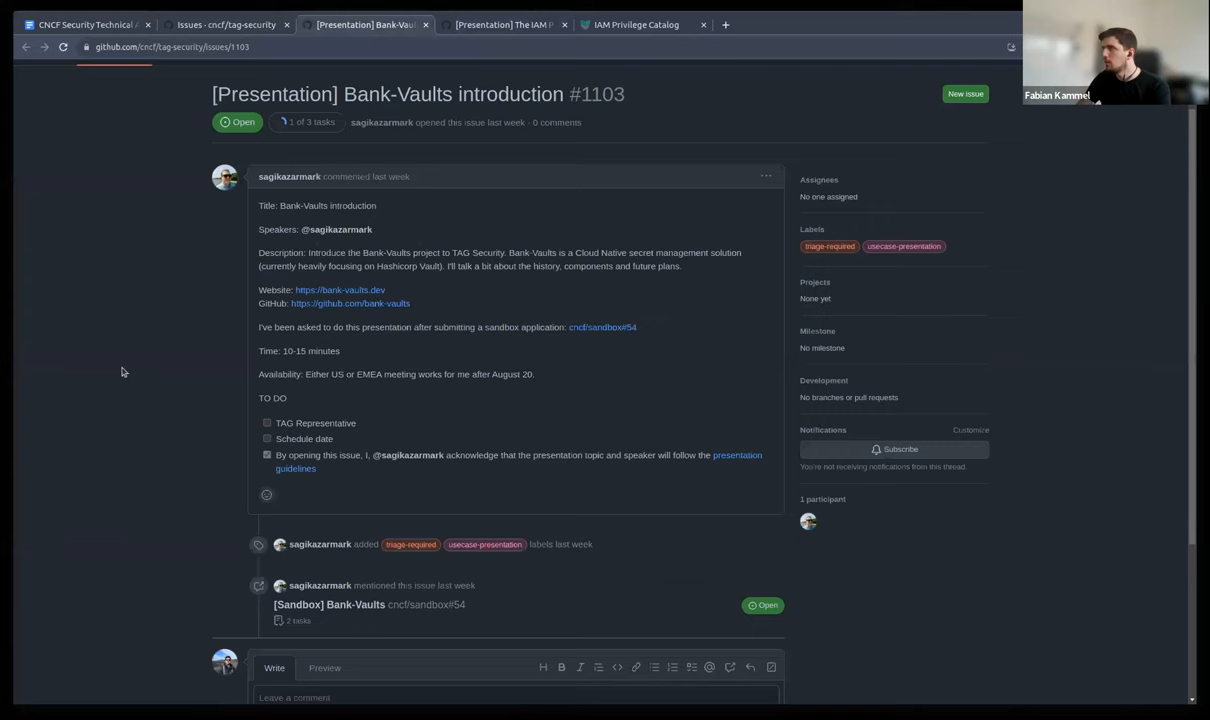 CNCF Security Technical A
Issues · cncf/tag-security
[Presentation] Bank-Vaul
[Presentation] The IAM P
IAM Privilege Catalog
github.com/cncf/tag-security/issues/1103
Fabian Kammel
[Presentation] Bank-Vaults introduction #1103
New issue
Open
1 of 3 tasks
sagikazarmark opened this issue last week · 0 comments
sagikazarmark commented last week
Title: Bank-Vaults introduction
Speakers: @sagikazarmark
Description: Introduce the Bank-Vaults project to TAG Security. Bank-Vaults is a Cloud Native secret management solution
(currently heavily focusing on Hashicorp Vault). I'll talk a bit about the history, components and future plans.
Website: https://bank-vaults.dev
GitHub: https://github.com/bank-vaults
I've been asked to do this presentation after submitting a sandbox application: cncf/sandbox#54
Time: 10-15 minutes
Availability: Either US or EMEA meeting works for me after August 20.
TO DO
TAG Representative
Schedule date
By opening this issue, I, @sagikazarmark acknowledge that the presentation topic and speaker will follow the presentation
guidelines
sagikazarmark added triage-required usecase-presentation labels last week
sagikazarmark mentioned this issue last week
[Sandbox] Bank-Vaults cncf/sandbox#54
Open
2 tasks
Write
Preview
Leave a comment
Assignees
No one assigned
Labels
triage-required usecase-presentation
Projects
None yet
Milestone
No milestone
Development
No branches or pull requests
Notifications
Customize
Subscribe
You're not receiving notifications from this thread.
1 participant